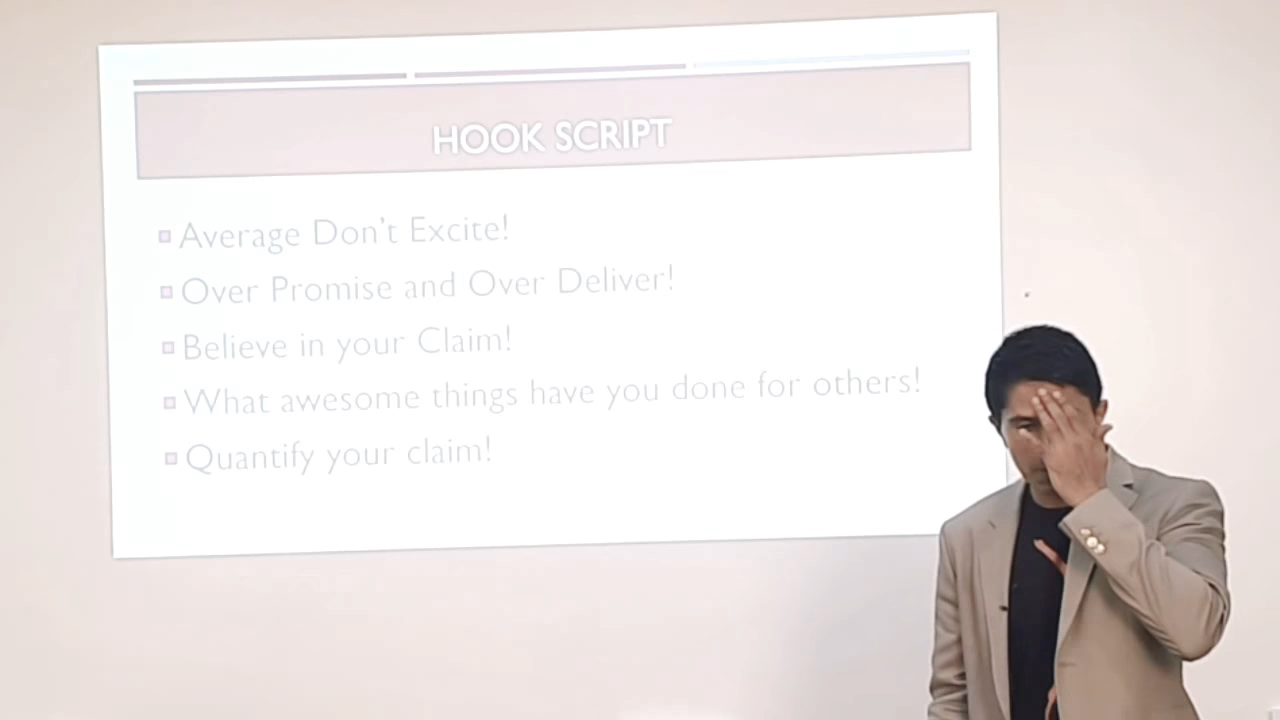 HOOK SCRIPT
Average Don't Excite!
Over Promise and Over Deliver!
Believe in your Claim!
What awesome things have you done for others!
Quantify your claim!